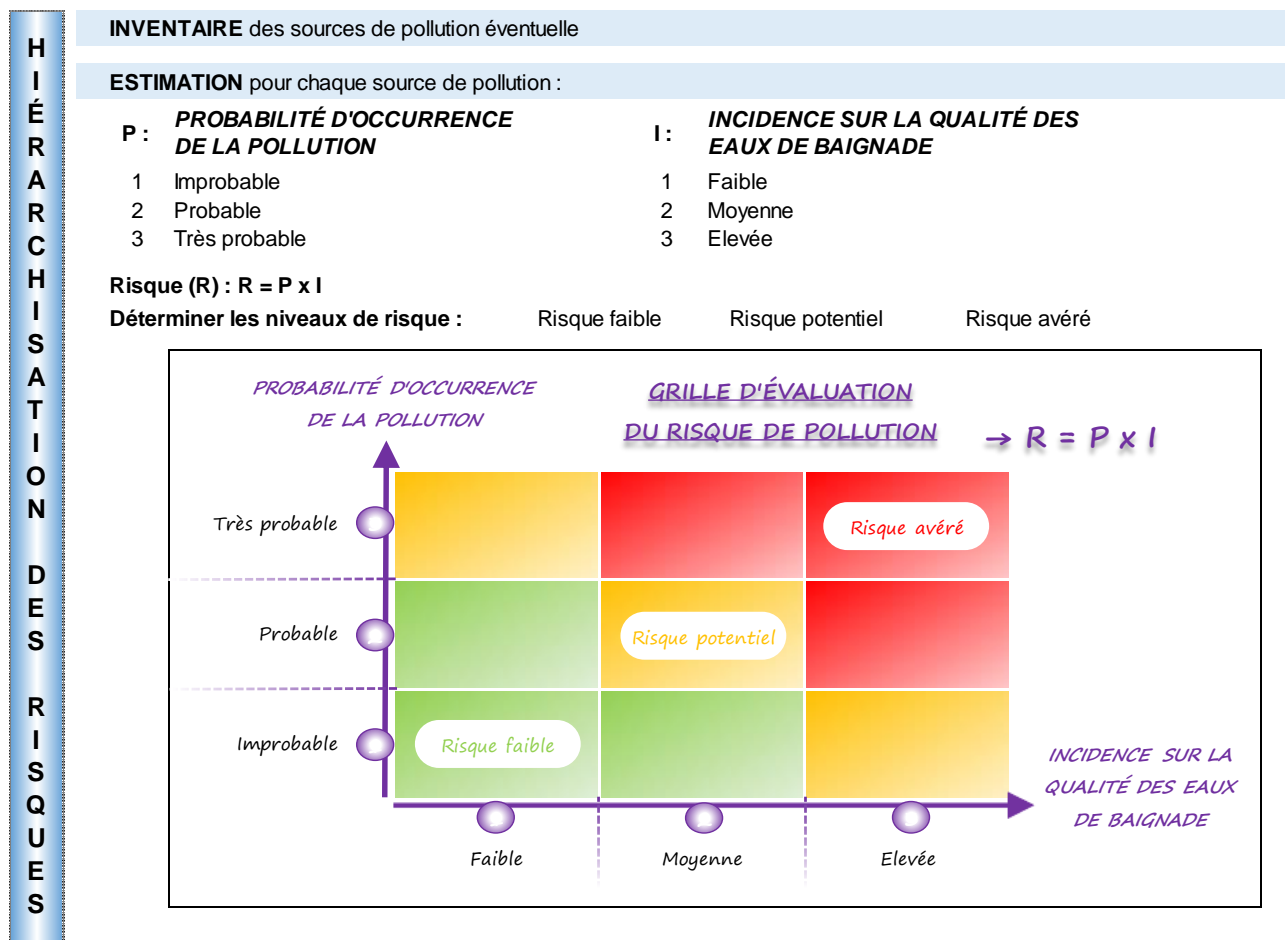 HIÉRARCHISATION DES RISQUES
INVENTAIRE des sources de pollution éventuelle
ESTIMATION pour chaque source de pollution :
P : PROBABILITÉ D'OCCURRENCE
DE LA POLLUTION
1 Improbable
2 Probable
3 Très probable
I : INCIDENCE SUR LA QUALITÉ DES
EAUX DE BAIGNADE
1 Faible
2 Moyenne
3 Elevée
Risque (R) : R = P x I
Déterminer les niveaux de risque : Risque faible Risque potentiel Risque avéré
PROBABILITÉ D'OCCURRENCE
DE LA POLLUTION
GRILLE D'ÉVALUATION
DU RISQUE DE POLLUTION → R = P x I
Très probable
Risque avéré
Probable
Risque potentiel
Improbable
Risque faible
INCIDENCE SUR LA
QUALITÉ DES EAUX
DE BAIGNADE
Faible Moyenne Elevée